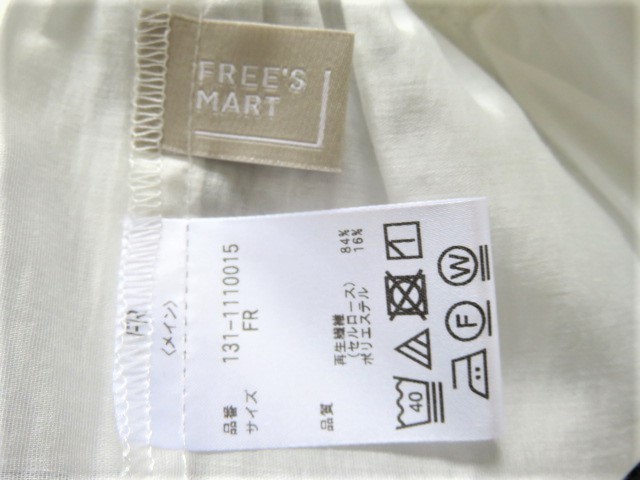 FREE'S
MART
FR
〈メイン〉
品番 131-1110015
サイズ FR
品質 再生繊維
(セルロース) 84%
ポリエステル 16%
40
F
W